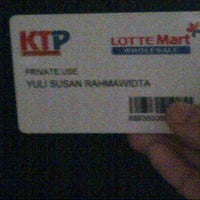 KTP LOTTE Mart
WHOLESALE
PRIVATE USE
YULI SUSAN RAHMAWIDTA